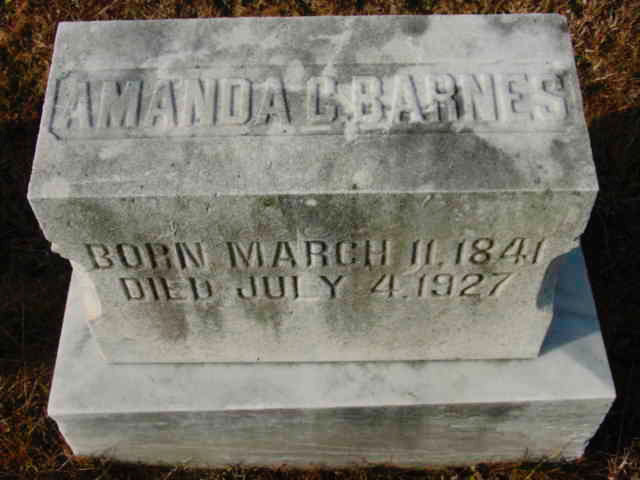 AMANDA C. BARNES
BORN MARCH 11, 1841
DIED JULY 4, 1927